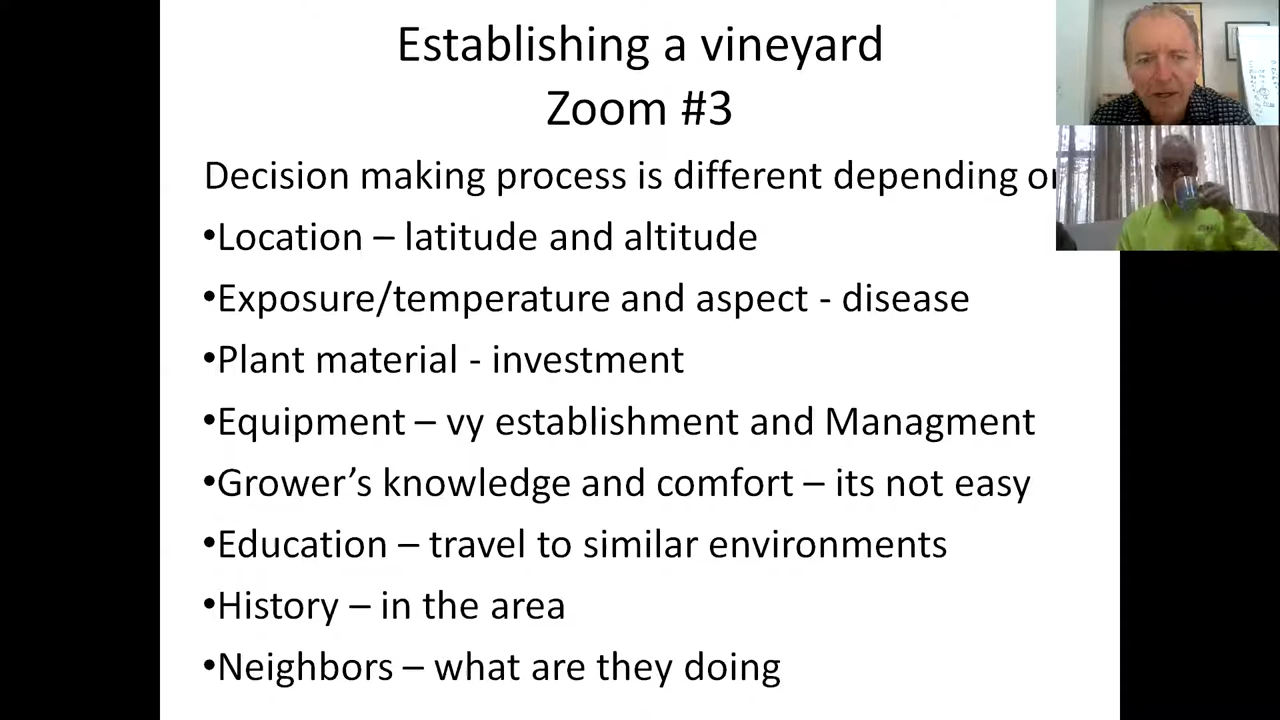 Establishing a vineyard
Zoom #3
Decision making process is different depending
•Location – latitude and altitude
•Exposure/temperature and aspect - disease
•Plant material - investment
•Equipment – vy establishment and Managment
•Grower’s knowledge and comfort – its not easy
•Education – travel to similar environments
•History – in the area
•Neighbors – what are they doing